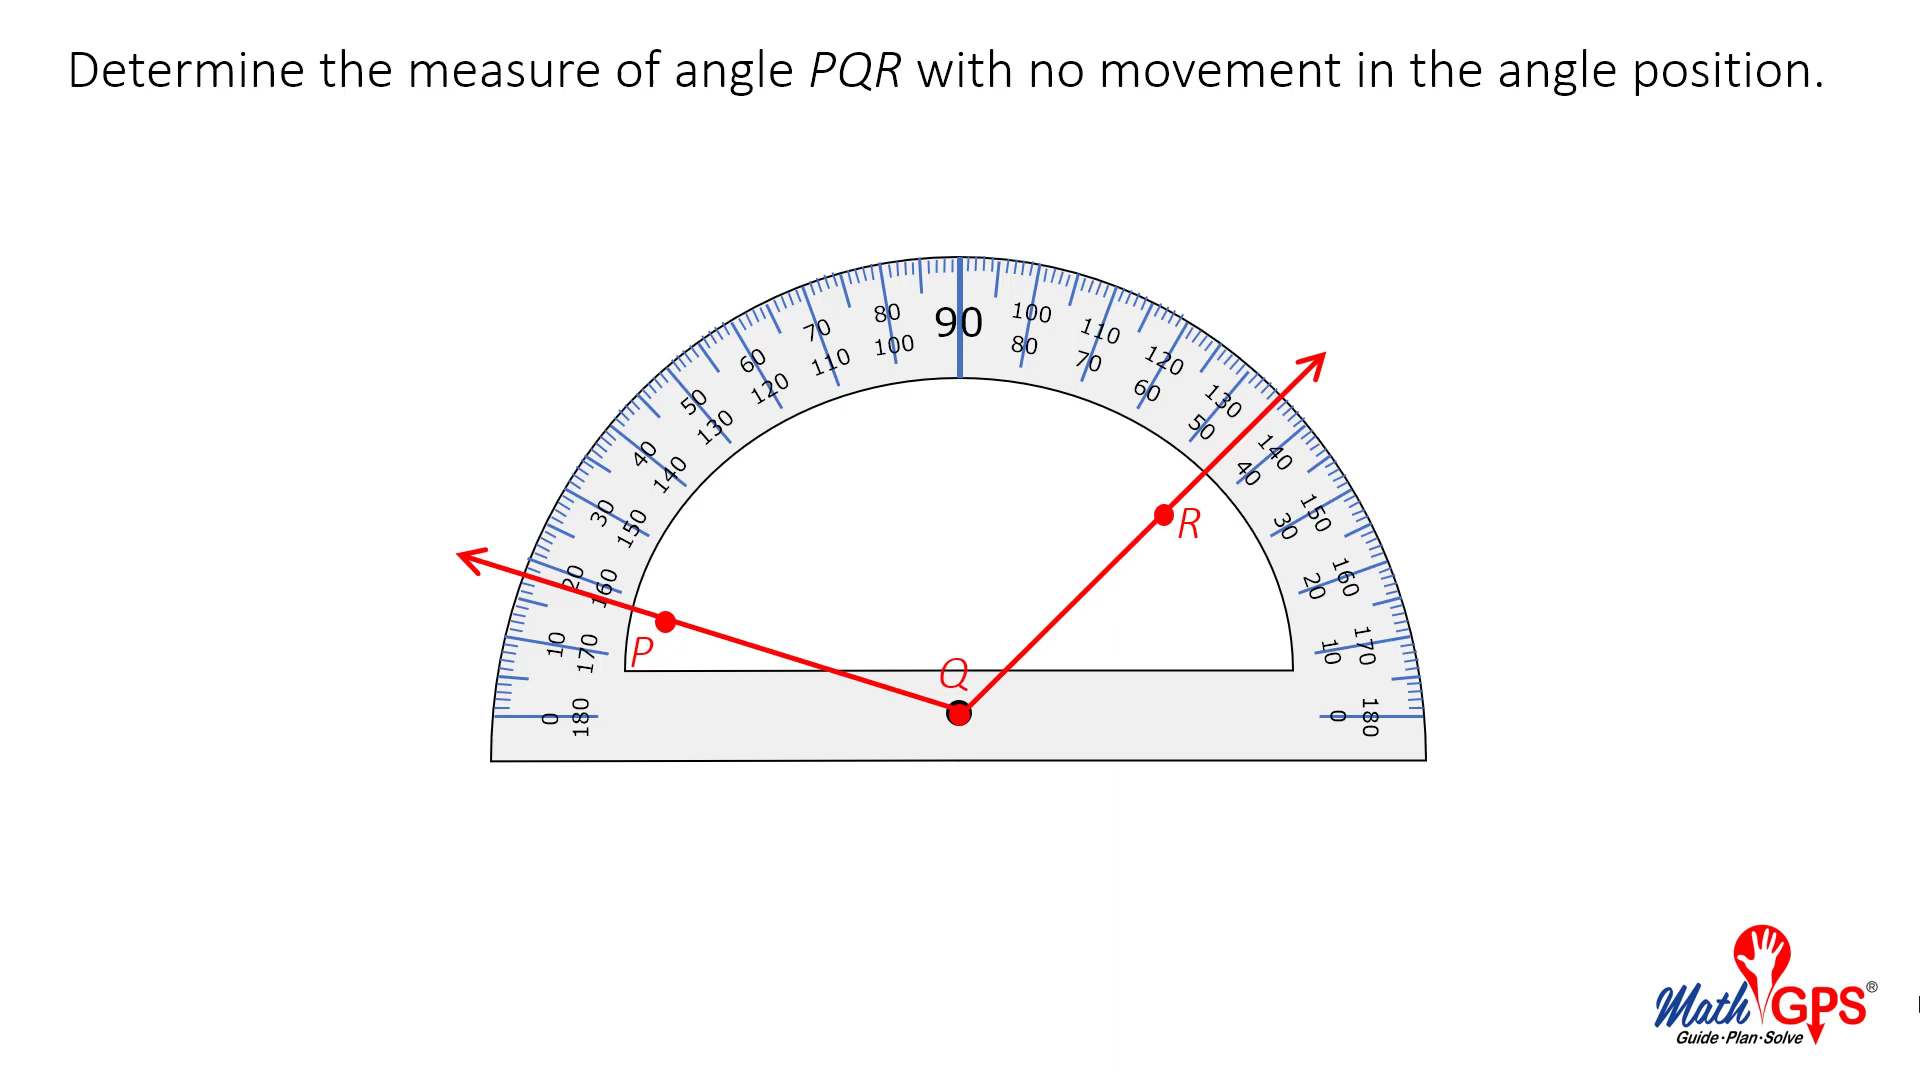 Determine the measure of angle PQR with no movement in the angle position.
0 10 20 30 40 50 60 70 80 90 100 110 120 130 140 150 160 170 180
180 170 160 150 140 130 120 110 100 80 70 60 50 40 30 20 10 0
R
P
Q
Math GPS®
Guide·Plan·Solve